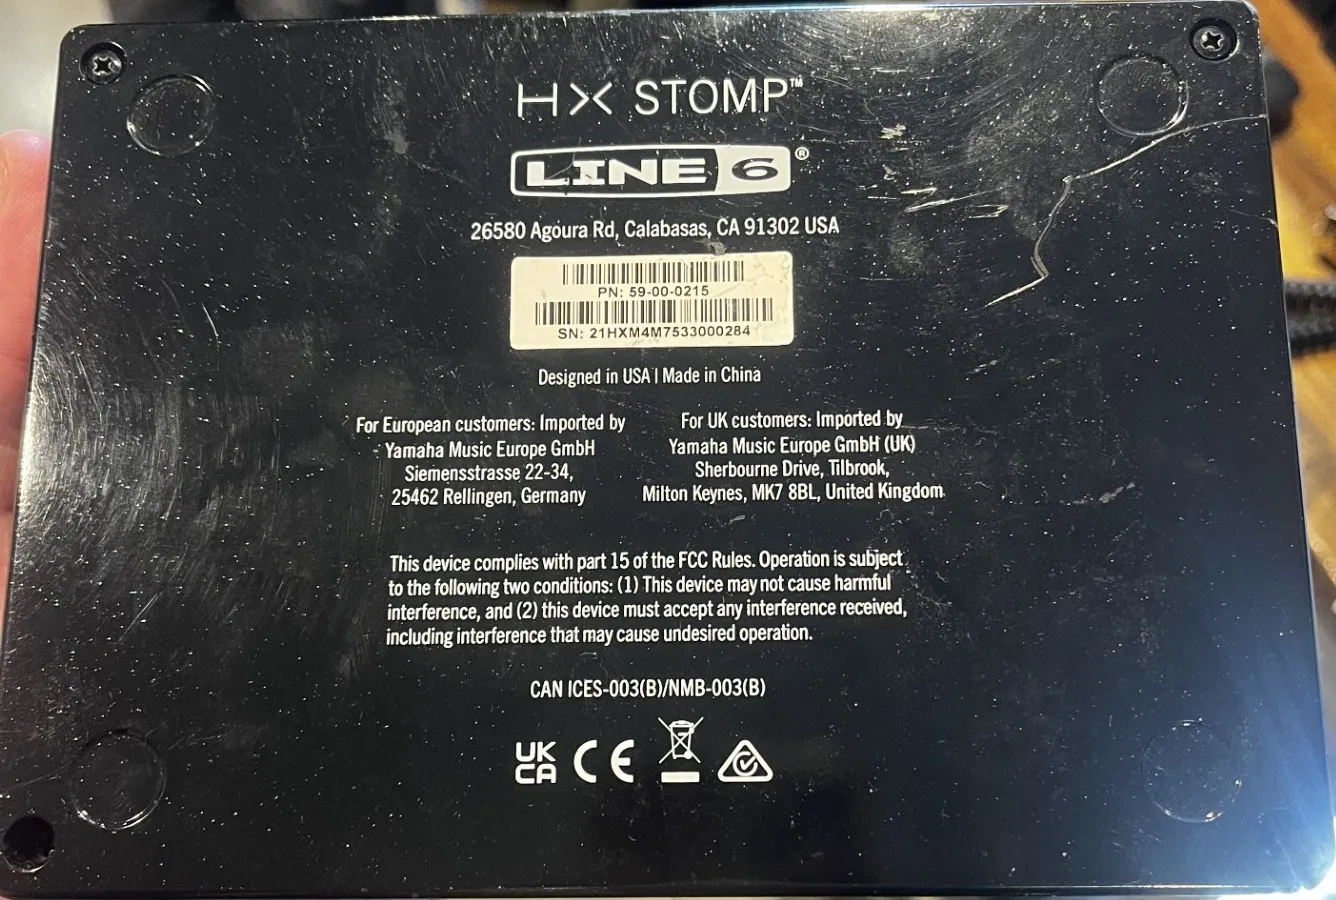 HX STOMP™
LINE 6®
26580 Agoura Rd, Calabasas, CA 91302 USA
PN: 59-00-0215
SN: 21HXM4M7533000284
Designed in USA | Made in China
For European customers: Imported by
Yamaha Music Europe GmbH
Siemensstrasse 22-34,
25462 Rellingen, Germany
For UK customers: Imported by
Yamaha Music Europe GmbH (UK)
Sherbourne Drive, Tilbrook,
Milton Keynes, MK7 8BL, United Kingdom
This device complies with part 15 of the FCC Rules. Operation is subject
to the following two conditions: (1) This device may not cause harmful
interference, and (2) this device must accept any interference received,
including interference that may cause undesired operation.
CAN ICES-003(B)/NMB-003(B)
UK
CA
CE